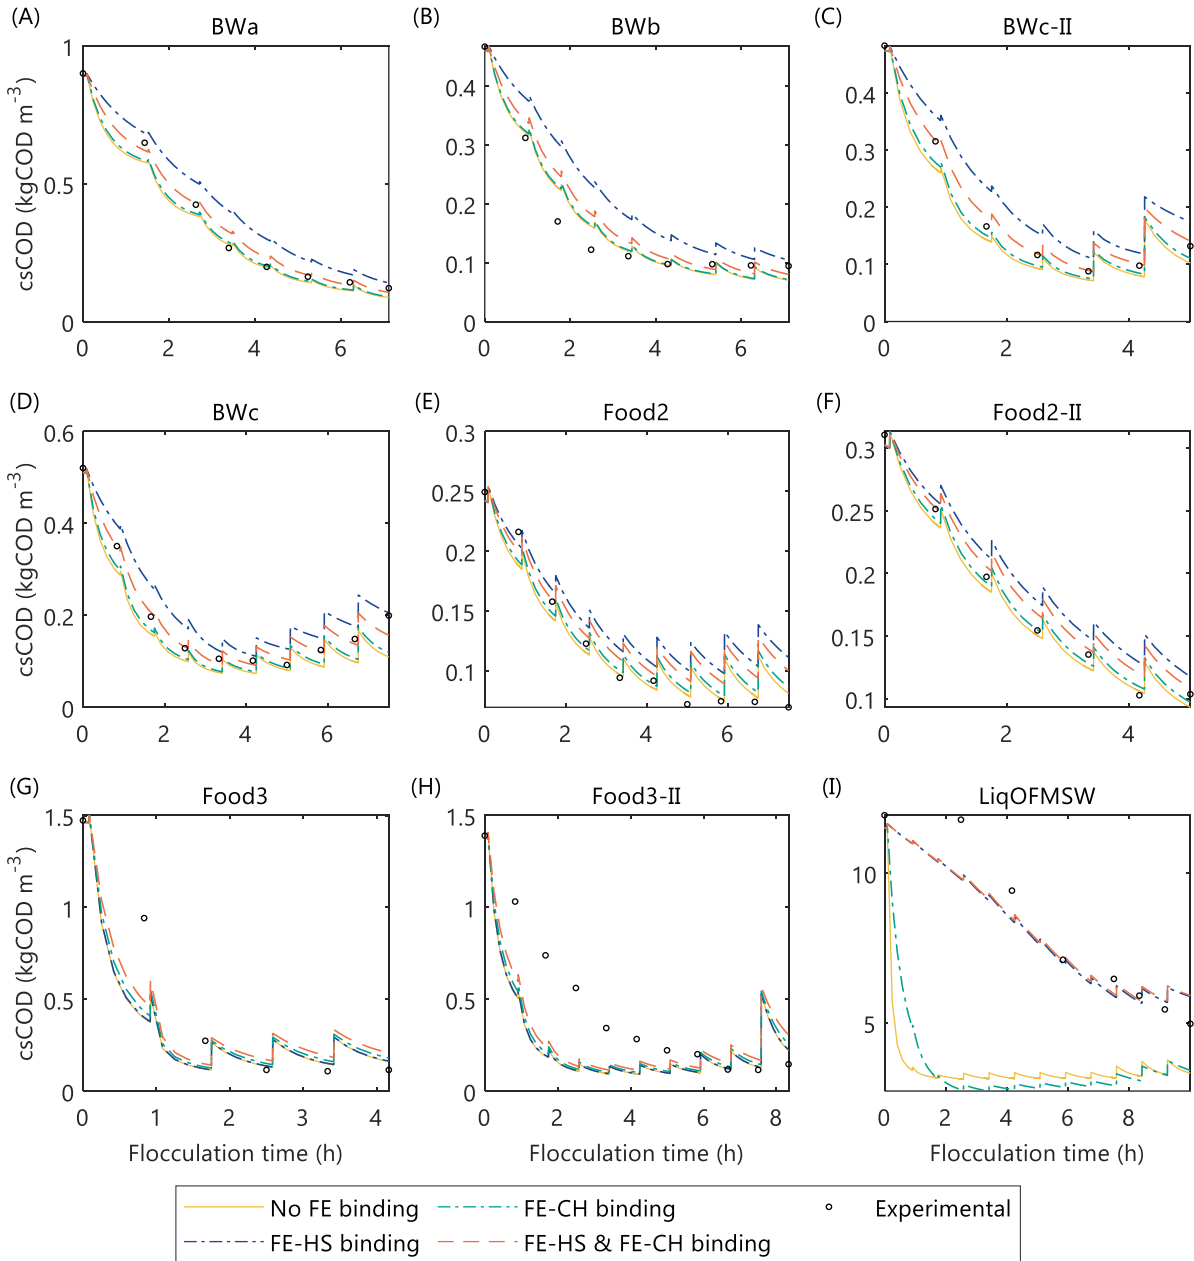 (A) BWa (B) BWb (C) BWc-II
csCOD (kgCOD m⁻³)
1
0.5
0
0 2 4 6
0.4
0.3
0.2
0.1
0
0 2 4 6
0.4
0.3
0.2
0.1
0
0 2 4
(D) BWc (E) Food2 (F) Food2-II
csCOD (kgCOD m⁻³)
0.6
0.4
0.2
0
0 2 4 6
0.3
0.25
0.2
0.15
0.1
0 2 4 6
0.3
0.25
0.2
0.15
0.1
0 2 4
(G) Food3 (H) Food3-II (I) LiqOFMSW
csCOD (kgCOD m⁻³)
1.5
1
0.5
0
0 1 2 3 4
1.5
1
0.5
0
0 2 4 6 8
10
5
0 2 4 6 8
Flocculation time (h) Flocculation time (h) Flocculation time (h)
No FE binding FE-CH binding Experimental
FE-HS binding FE-HS & FE-CH binding